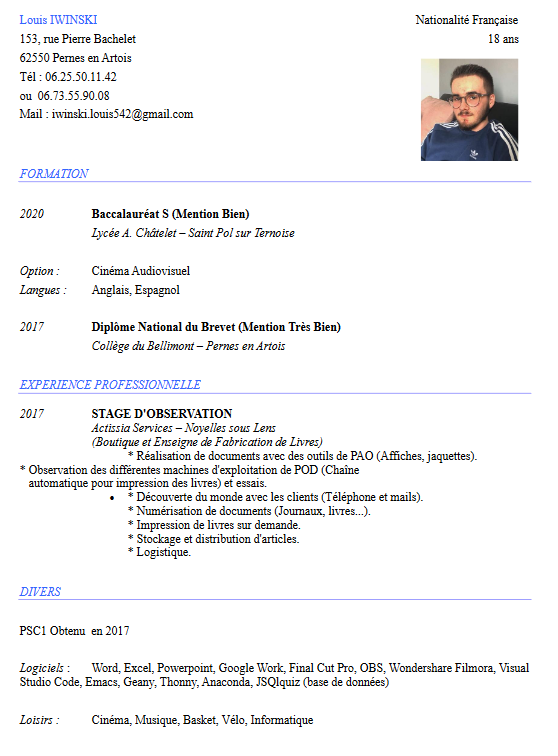 Louis IWINSKI
Nationalité Française
153, rue Pierre Bachelet
18 ans
62550 Pernes en Artois
Tél : 06.25.50.11.42
ou 06.73.55.90.08
Mail : iwinski.louis542@gmail.com
FORMATION
2020 Baccalauréat S (Mention Bien)
Lycée A. Châtelet – Saint Pol sur Ternoise
Option : Cinéma Audiovisuel
Langues : Anglais, Espagnol
2017 Diplôme National du Brevet (Mention Très Bien)
Collège du Bellimont – Pernes en Artois
EXPERIENCE PROFESSIONNELLE
2017 STAGE D'OBSERVATION
Actissia Services – Noyelles sous Lens
(Boutique et Enseigne de Fabrication de Livres)
* Réalisation de documents avec des outils de PAO (Affiches, jaquettes).
* Observation des différentes machines d'exploitation de POD (Chaîne
automatique pour impression des livres) et essais.
• * Découverte du monde avec les clients (Téléphone et mails).
* Numérisation de documents (Journaux, livres...).
* Impression de livres sur demande.
* Stockage et distribution d'articles.
* Logistique.
DIVERS
PSC1 Obtenu en 2017
Logiciels : Word, Excel, Powerpoint, Google Work, Final Cut Pro, OBS, Wondershare Filmora, Visual
Studio Code, Emacs, Geany, Thonny, Anaconda, JSQlquiz (base de données)
Loisirs : Cinéma, Musique, Basket, Vélo, Informatique